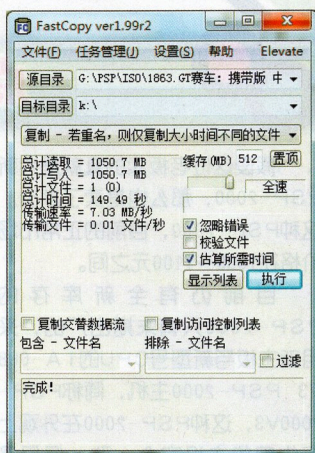 FastCopy ver1.99r2
文件(F) 任务管理(J) 设置(S) 帮助 Elevate
源目录 G:\PSP\ISO\1863.GT赛车：携带版 中
目标目录 k:\
复制 - 若重名，则仅复制大小时间不同的文件
总计读取 = 1050.7 MB
总计写入 = 1050.7 MB
总计文件 = 1 (0)
总计时间 = 149.49 秒
传输速率 = 7.03 MB/秒
传输文件 = 0.01 文件/秒
缓存(MB) 512 置顶
全速
忽略错误
校验文件
估算所需时间
显示列表 执行
复制交替数据流 复制访问控制列表
包含 - 文件名 排除 - 文件名
过滤
完成!